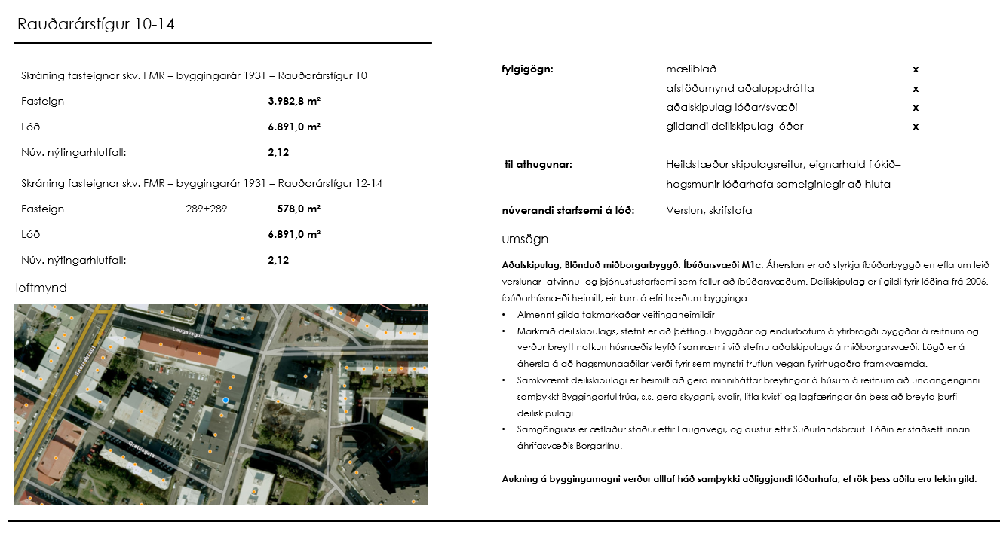 Rauðarárstígur 10-14
Skráning fasteignar skv. FMR – byggingarár 1931 – Rauðarárstígur 10
Fasteign 3.982,8 m²
Lóð 6.891,0 m²
Núv. nýtingarhlutfall: 2,12
Skráning fasteignar skv. FMR – byggingarár 1931 – Rauðarárstígur 12-14
Fasteign 289+289 578,0 m²
Lóð 6.891,0 m²
Núv. nýtingarhlutfall: 2,12
loftmynd
Laugavegur
Snorrabraut
Grettisgata
fylgigögn: mæliblað x
afstöðumynd aðaluppdrátta x
aðalskipulag lóðar/svæði x
gildandi deiliskipulag lóðar x
til athugunar: Heildstæður skipulagsreitur, eignarhald flókið–
hagsmunir lóðarhafa sameiginlegir að hluta
núverandi starfsemi á lóð: Verslun, skrifstofa
umsögn
Aðalskipulag, Blönduð miðborgarbyggð. Íbúðarsvæði M1c: Áherslan er að styrkja íbúðarbyggð en efla um leið
verslunar- atvinnu- og þjónustustarfsemi sem fellur að íbúðarsvæðum. Deiliskipulag er í gildi fyrir lóðina frá 2006.
íbúðarhúsnæði heimilt, einkum á efri hæðum bygginga.
• Almennt gilda takmarkaðar veitingaheimildir
• Markmið deiliskipulags, stefnt er að þéttingu byggðar og endurbótum á yfirbragði byggðar á reitnum og
verður breytt notkun húsnæðis leyfð í samræmi við stefnu aðalskipulags á miðborgarsvæði. Lögð er á
áhersla á að hagsmunaaðilar verði fyrir sem mynstri truflun vegan fyrirhugaðra framkvæmda.
• Samkvæmt deiliskipulagi er heimilt að gera minniháttar breytingar á húsum á reitnum að undangenginni
samþykkt Byggingarfulltrúa, s.s. gera skyggni, svalir, litla kvisti og lagfæringar án þess að breyta þurfi
deiliskipulagi.
• Samgönguás er ætlaður staður eftir Laugavegi, og austur eftir Suðurlandsbraut. Lóðin er staðsett innan
áhrifasvæðis Borgarlínu.
Aukning á byggingamagni verður alltaf háð samþykki aðliggjandi lóðarhafa, ef rök þess aðila eru tekin gild.